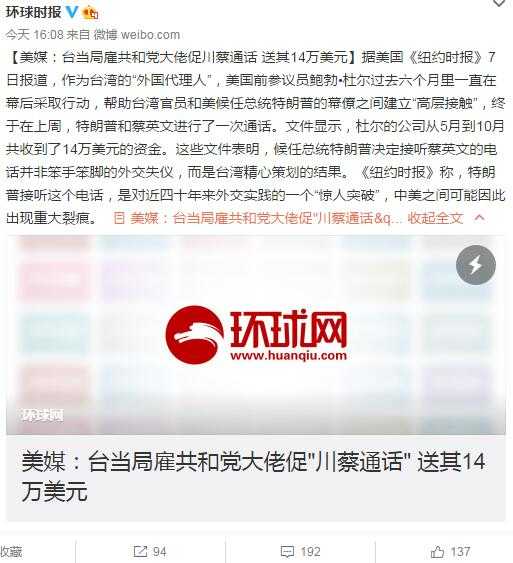 环球时报
今天 16:08 来自 微博 weibo.com
【美媒：台当局雇共和党大佬促川蔡通话 送其14万美元】据美国《纽约时报》7
日报道，作为台湾的“外国代理人”，美国前参议员鲍勃•杜尔过去六个月里一直在
幕后采取行动，帮助台湾官员和美候任总统特朗普的幕僚之间建立“高层接触”，终
于在上周，特朗普和蔡英文进行了一次通话。文件显示，杜尔的公司从5月到10月
共收到了14万美元的资金。这些文件表明，候任总统特朗普决定接听蔡英文的电
话并非笨手笨脚的外交失仪，而是台湾精心策划的结果。《纽约时报》称，特朗
普接听这个电话，是对近四十年来外交实践的一个“惊人突破”，中美之间可能因此
出现重大裂痕。 美媒：台当局雇共和党大佬促"川蔡通话&q... 收起全文
环球网
www.huanqiu.com
环球网
美媒：台当局雇共和党大佬促"川蔡通话" 送其14
万美元
收藏 94 192 137